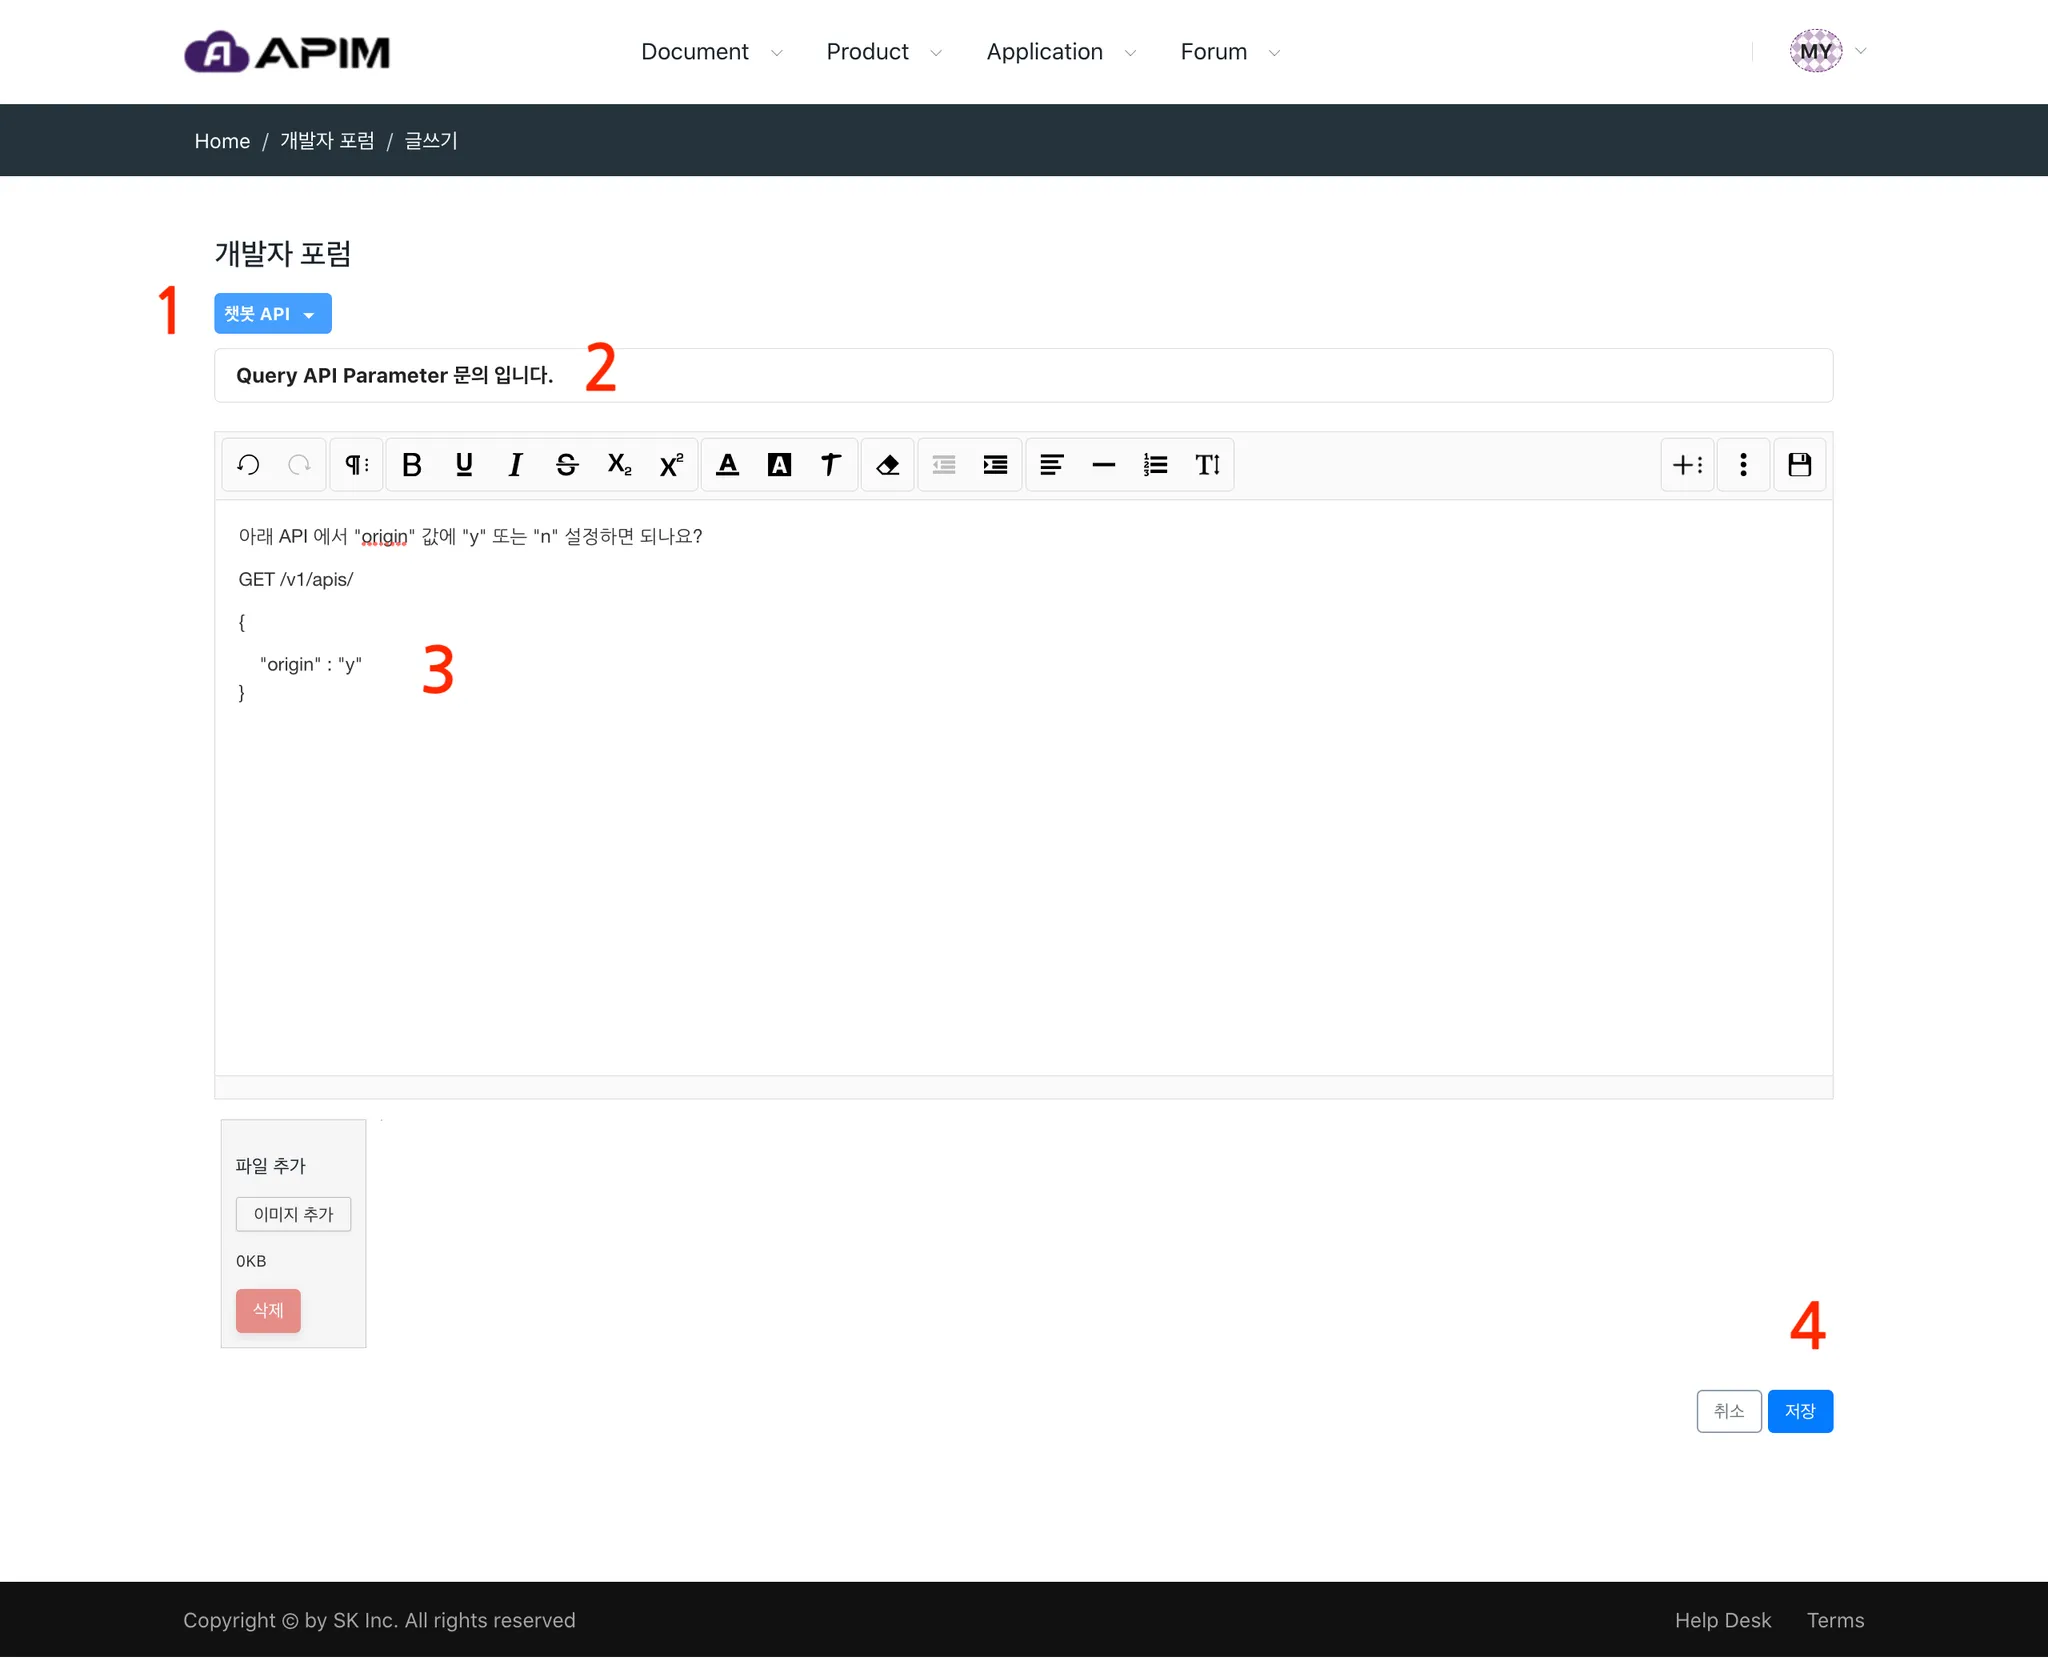 APIM
Document Product Application Forum MY
Home / 개발자 포럼 / 글쓰기
개발자 포럼
1
챗봇 API
Query API Parameter 문의 입니다. 2
아래 API 에서 "origin" 값에 "y" 또는 "n" 설정하면 되나요?
GET /v1/apis/
{
"origin" : "y"
3
}
파일 추가
이미지 추가
0KB
삭제
4
취소 저장
Copyright © by SK Inc. All rights reserved Help Desk Terms